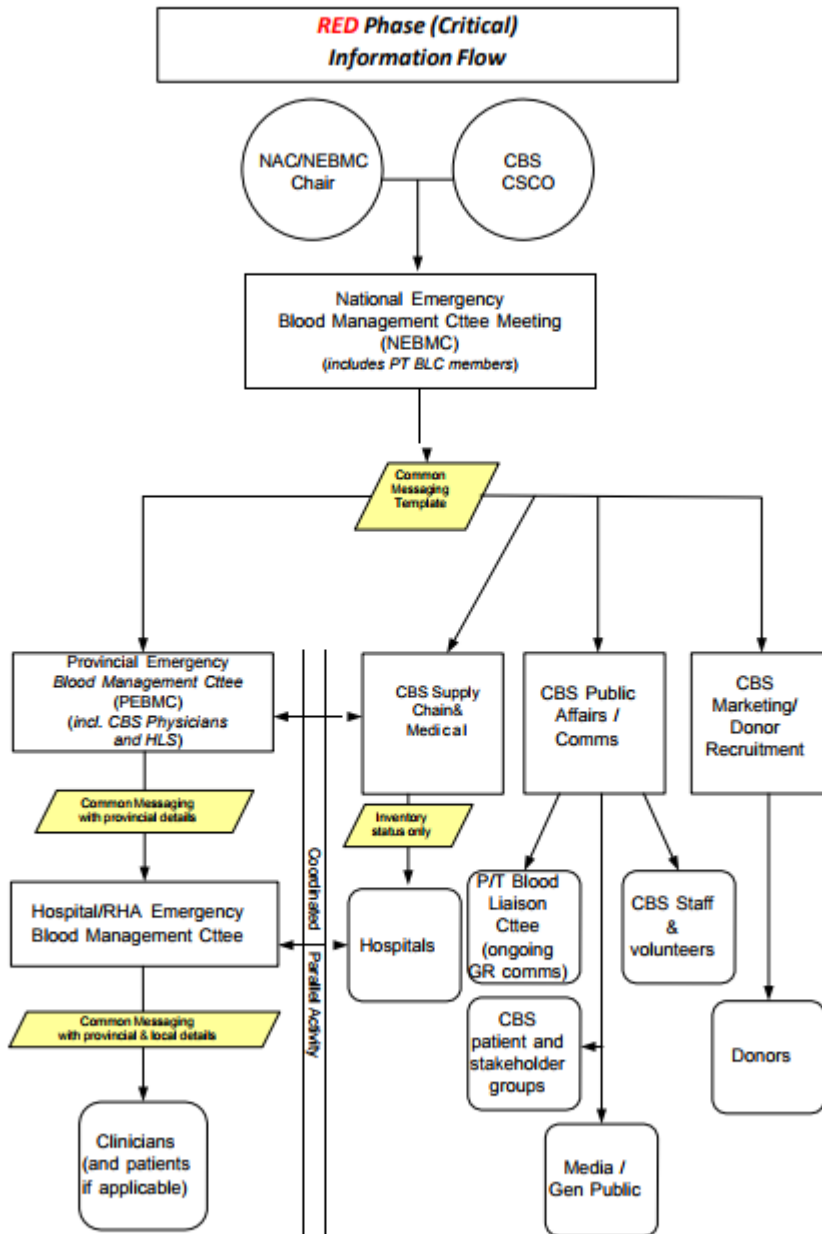 RED Phase (Critical)
Information Flow
NAC/NEBMC
Chair
CBS
CSCO
National Emergency
Blood Management Cttee Meeting
(NEBMC)
(includes PT BLC members)
Common
Messaging
Template
Provincial Emergency
Blood Management Cttee
(PEBMC)
(incl. CBS Physicians
and HLS)
CBS Supply
Chain&
Medical
CBS Public
Affairs /
Comms
CBS
Marketing/
Donor
Recruitment
Common Messaging
with provincial details
Inventory
status only
Coordinated
Parallel Activity
Hospital/RHA Emergency
Blood Management Cttee
Hospitals
P/T Blood
Liaison
Cttee
(ongoing
GR comms)
CBS Staff
&
volunteers
Common Messaging
with provincial & local details
CBS
patient and
stakeholder
groups
Donors
Clinicians
(and patients
if applicable)
Media /
Gen Public